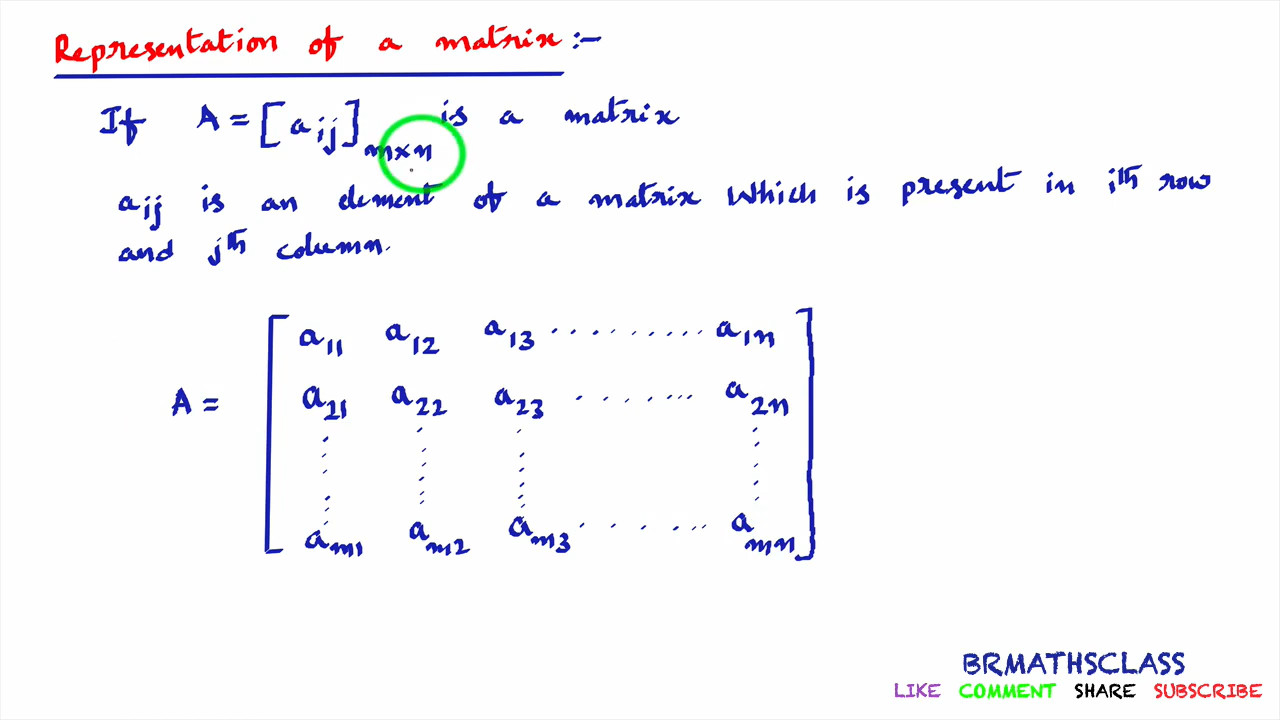 Representation of a matrix :-
If A = [aij]m×n is a matrix
aij is an element of a matrix which is present in ith row
and jth column.
a11 a12 a13 .......... a1n
a21 a22 a23 ........ a2n
A =
am1 am2 am3 ....... amn
BRMATHSCLASS
LIKE COMMENT SHARE SUBSCRIBE